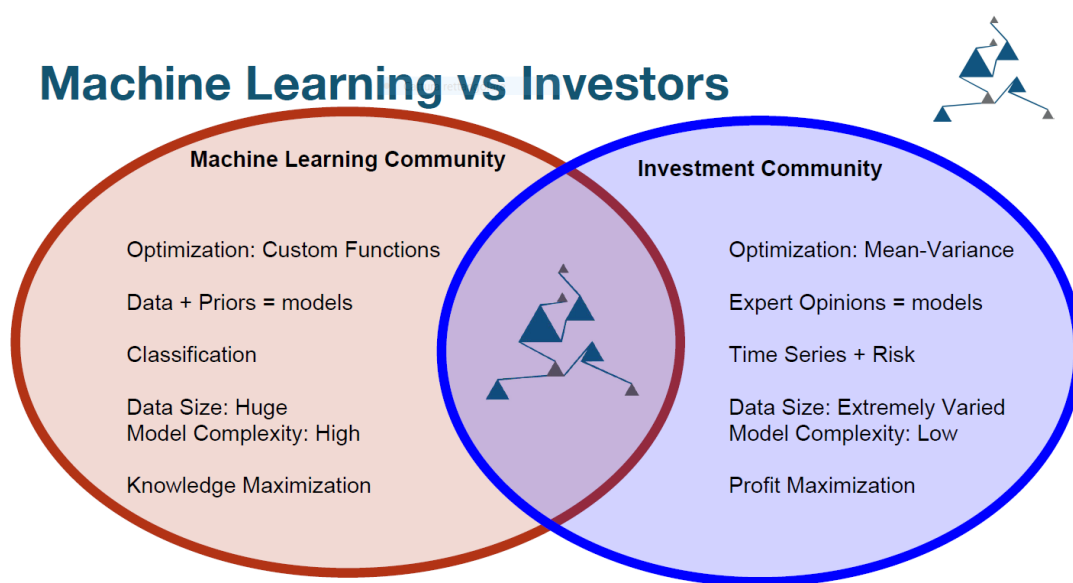 Machine Learning vs Investors
Machine Learning Community
Optimization: Custom Functions
Data + Priors = models
Classification
Data Size: Huge
Model Complexity: High
Knowledge Maximization
Investment Community
Optimization: Mean-Variance
Expert Opinions = models
Time Series + Risk
Data Size: Extremely Varied
Model Complexity: Low
Profit Maximization